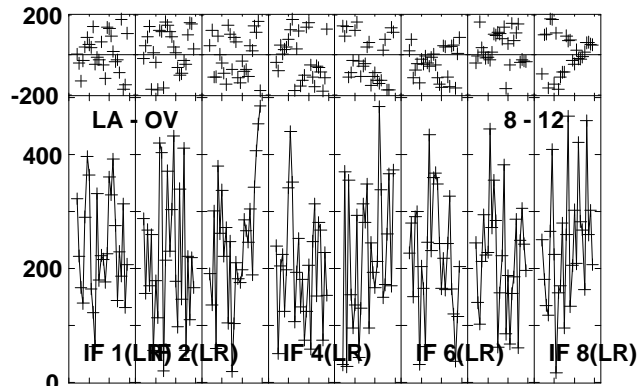 200
-200
LA - OV 8 - 12
400
200
IF 1(LR) IF 2(LR) IF 4(LR) IF 6(LR) IF 8(LR)
0